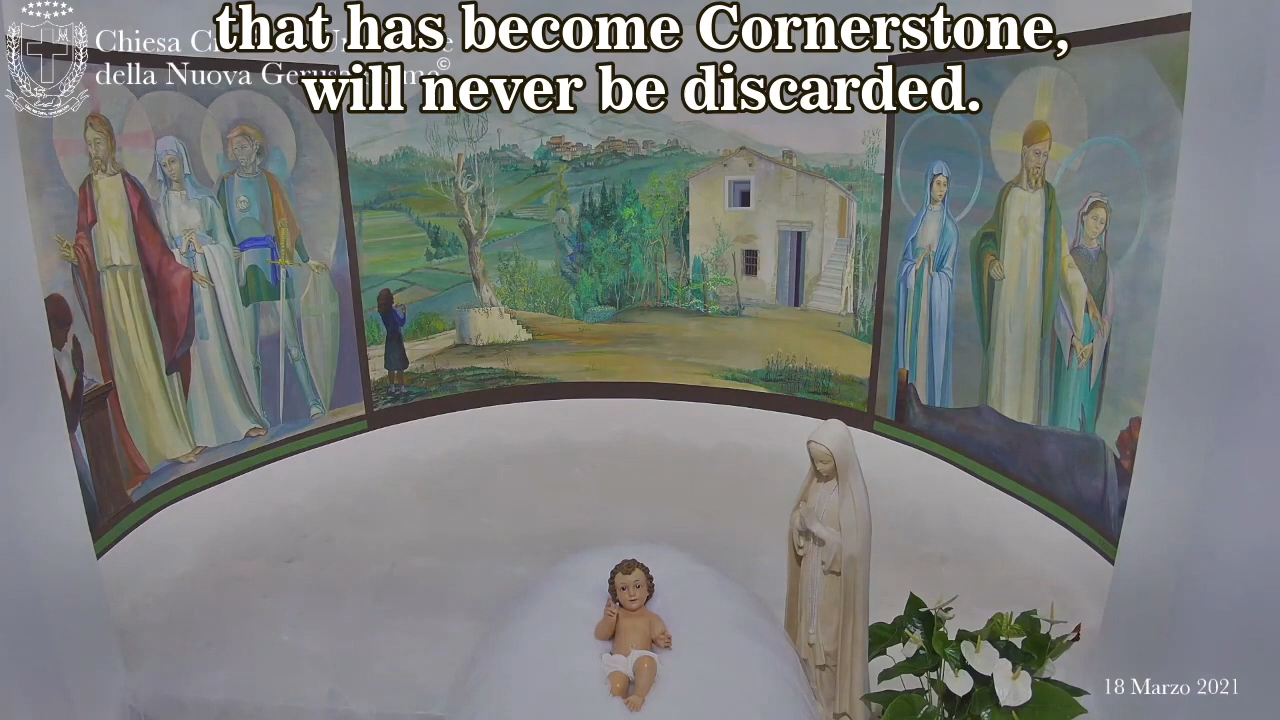 that has become Cornerstone,
will never be discarded.
Chiesa
della Nuova
©
18 Marzo 2021